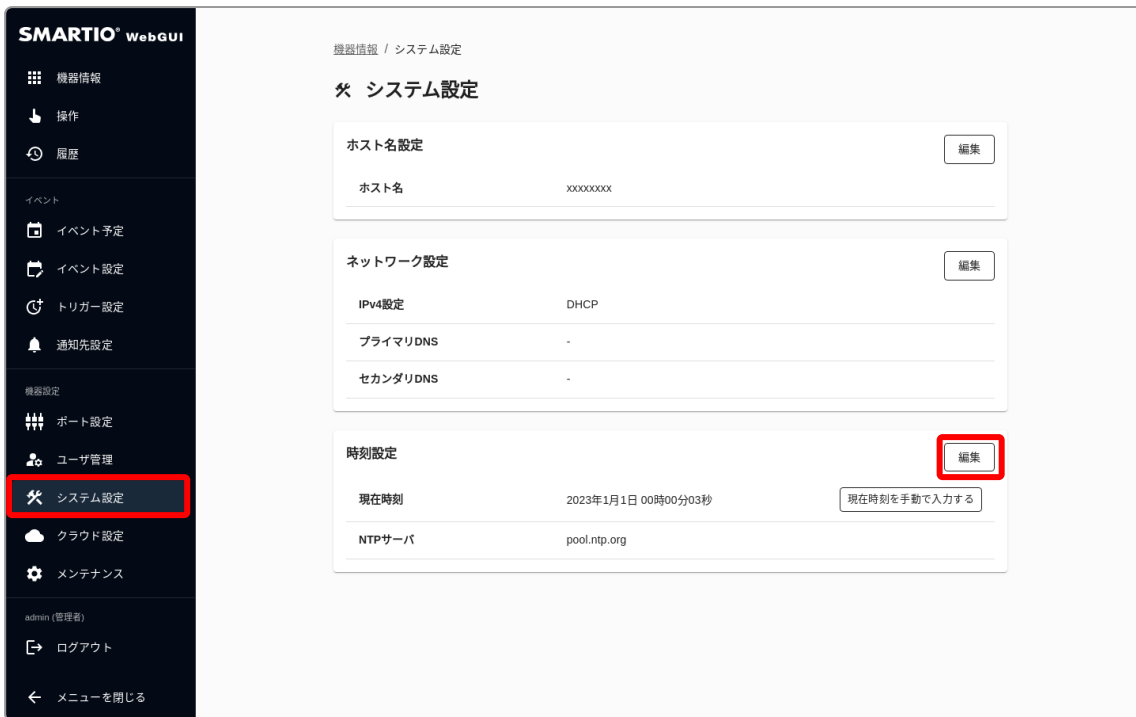 SMARTIO® WebGUI
機器情報
操作
履歴
イベント
イベント予定
イベント設定
トリガー設定
通知先設定
機器設定
ポート設定
ユーザ管理
システム設定
クラウド設定
メンテナンス
admin (管理者)
ログアウト
メニューを閉じる
機器情報 / システム設定
システム設定
ホスト名設定 編集
ホスト名 xxxxxxxx
ネットワーク設定 編集
IPv4設定 DHCP
プライマリDNS -
セカンダリDNS -
時刻設定 編集
現在時刻 2023年1月1日 00時00分03秒 現在時刻を手動で入力する
NTPサーバ pool.ntp.org